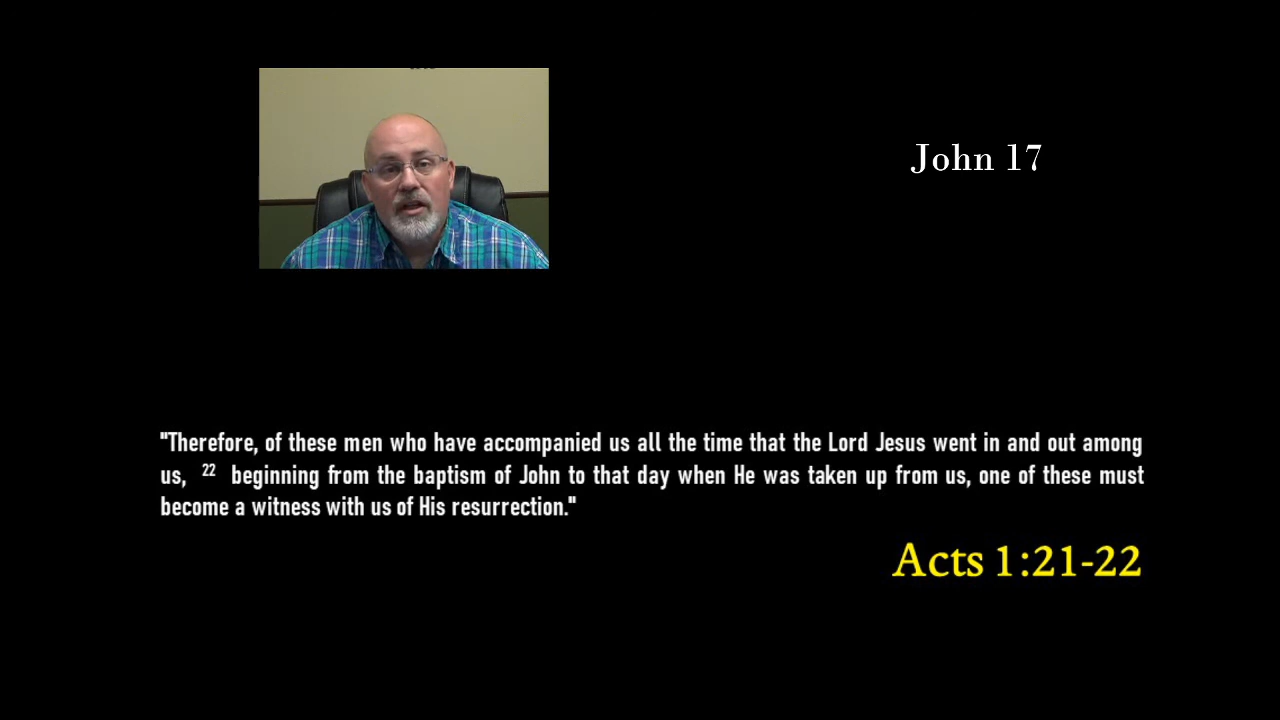 John 17
"Therefore, of these men who have accompanied us all the time that the Lord Jesus went in and out among
us, 22 beginning from the baptism of John to that day when He was taken up from us, one of these must
become a witness with us of His resurrection."
Acts 1:21-22